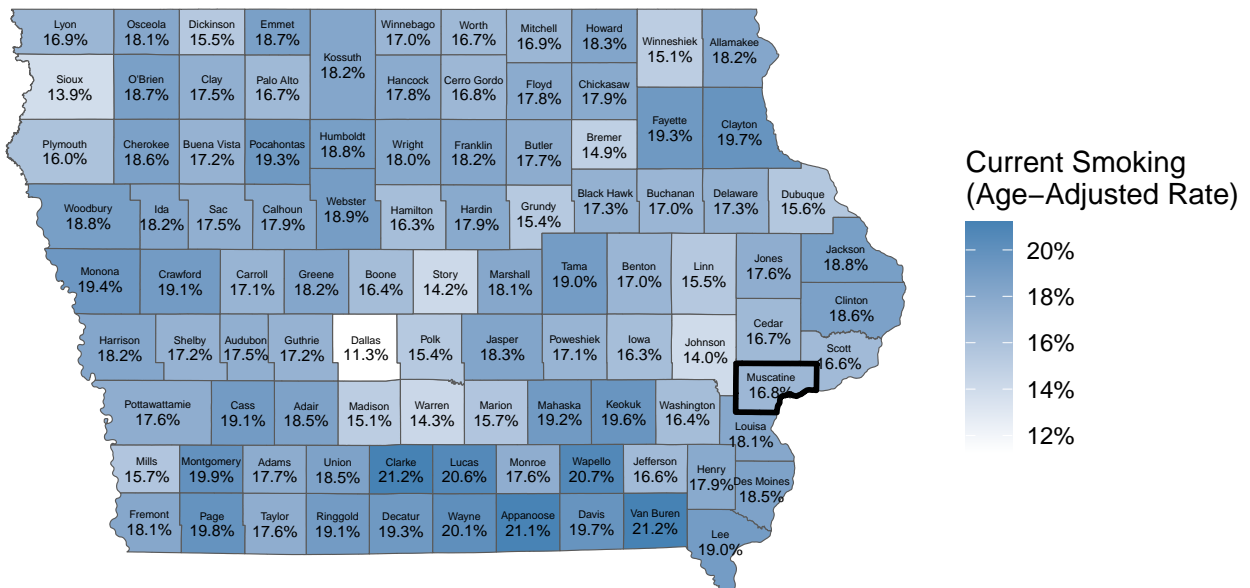 Lyon
16.9%
Osceola
18.1%
Dickinson
15.5%
Emmet
18.7%
Kossuth
18.2%
Winnebago
17.0%
Worth
16.7%
Mitchell
16.9%
Howard
18.3%
Winneshiek
15.1%
Allamakee
18.2%
Sioux
13.9%
O'Brien
18.7%
Clay
17.5%
Palo Alto
16.7%
Hancock
17.8%
Cerro Gordo
16.8%
Floyd
17.8%
Chickasaw
17.9%
Plymouth
16.0%
Cherokee
18.6%
Buena Vista
17.2%
Pocahontas
19.3%
Humboldt
18.8%
Wright
18.0%
Franklin
18.2%
Butler
17.7%
Bremer
14.9%
Fayette
19.3%
Clayton
19.7%
Woodbury
18.8%
Ida
18.2%
Sac
17.5%
Calhoun
17.9%
Webster
18.9%
Hamilton
16.3%
Hardin
17.9%
Grundy
15.4%
Black Hawk
17.3%
Buchanan
17.0%
Delaware
17.3%
Dubuque
15.6%
Monona
19.4%
Crawford
19.1%
Carroll
17.1%
Greene
18.2%
Boone
16.4%
Story
14.2%
Marshall
18.1%
Tama
19.0%
Benton
17.0%
Linn
15.5%
Jones
17.6%
Jackson
18.8%
Clinton
18.6%
Harrison
18.2%
Shelby
17.2%
Audubon
17.5%
Guthrie
17.2%
Dallas
11.3%
Polk
15.4%
Jasper
18.3%
Poweshiek
17.1%
Iowa
16.3%
Johnson
14.0%
Cedar
16.7%
Scott
16.6%
Muscatine
16.8%
Pottawattamie
17.6%
Cass
19.1%
Adair
18.5%
Madison
15.1%
Warren
14.3%
Marion
15.7%
Mahaska
19.2%
Keokuk
19.6%
Washington
16.4%
Louisa
18.1%
Mills
15.7%
Montgomery
19.9%
Adams
17.7%
Union
18.5%
Clarke
21.2%
Lucas
20.6%
Monroe
17.6%
Wapello
20.7%
Jefferson
16.6%
Henry
17.9%
Des Moines
18.5%
Fremont
18.1%
Page
19.8%
Taylor
17.6%
Ringgold
19.1%
Decatur
19.3%
Wayne
20.1%
Appanoose
21.1%
Davis
19.7%
Van Buren
21.2%
Lee
19.0%
Current Smoking
(Age−Adjusted Rate)
20%
18%
16%
14%
12%